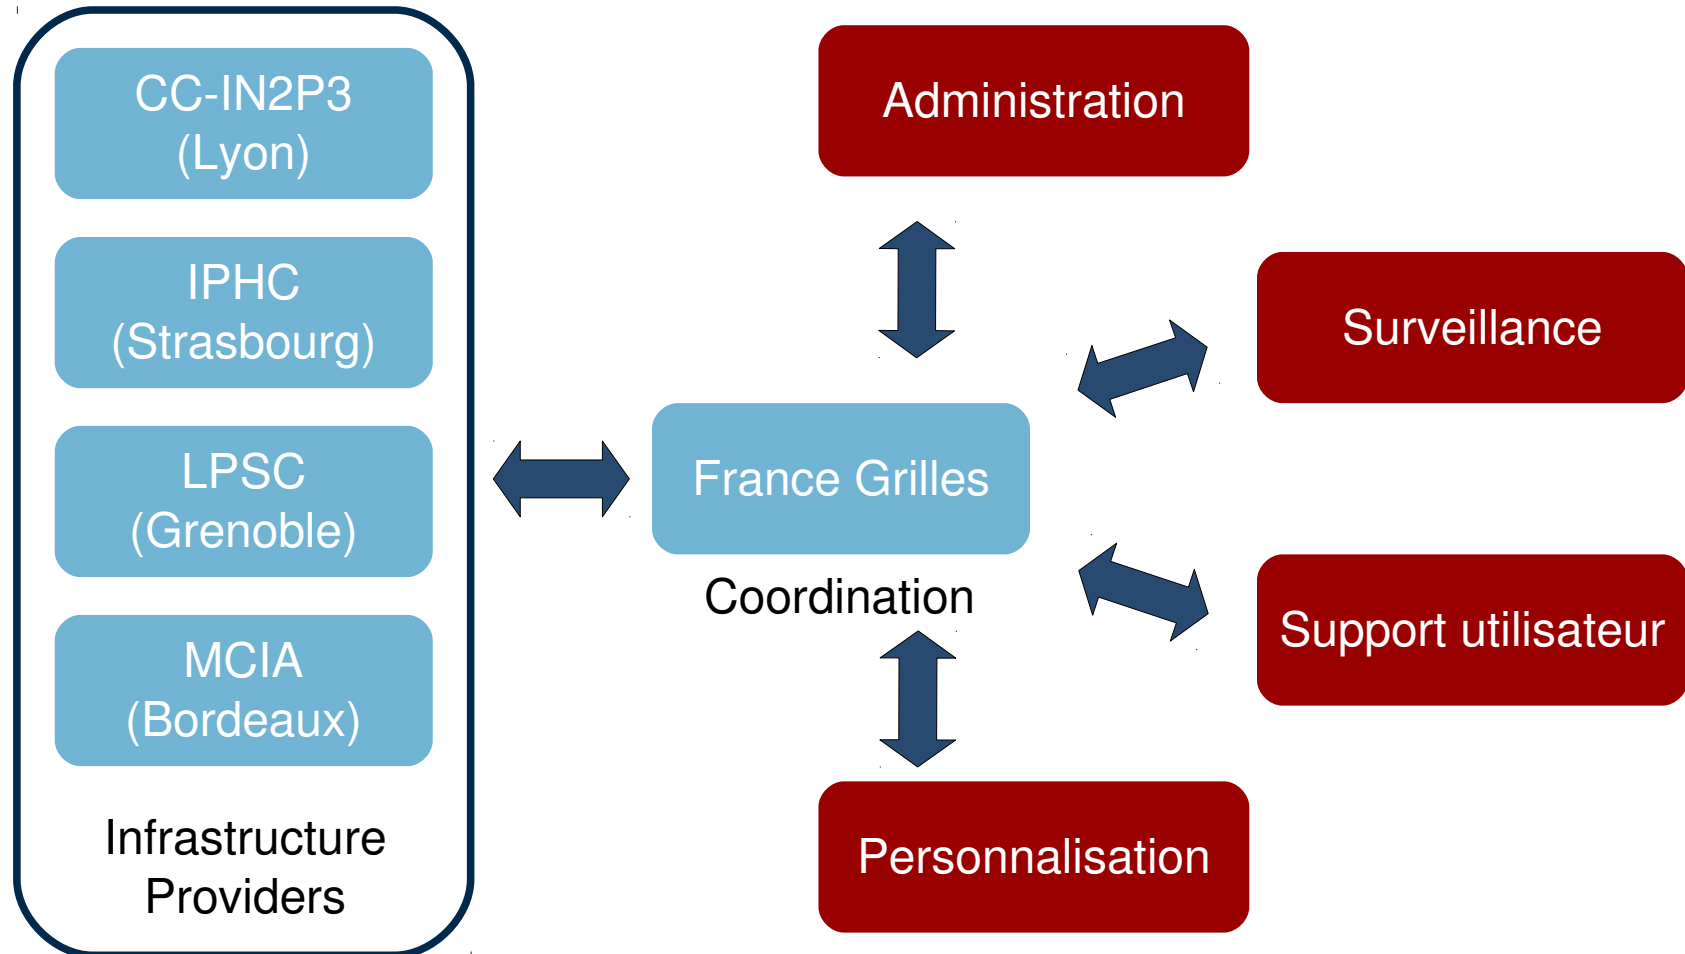 CC-IN2P3
(Lyon)
IPHC
(Strasbourg)
LPSC
(Grenoble)
MCIA
(Bordeaux)
Infrastructure
Providers
Administration
Surveillance
France Grilles
Coordination
Support utilisateur
Personnalisation